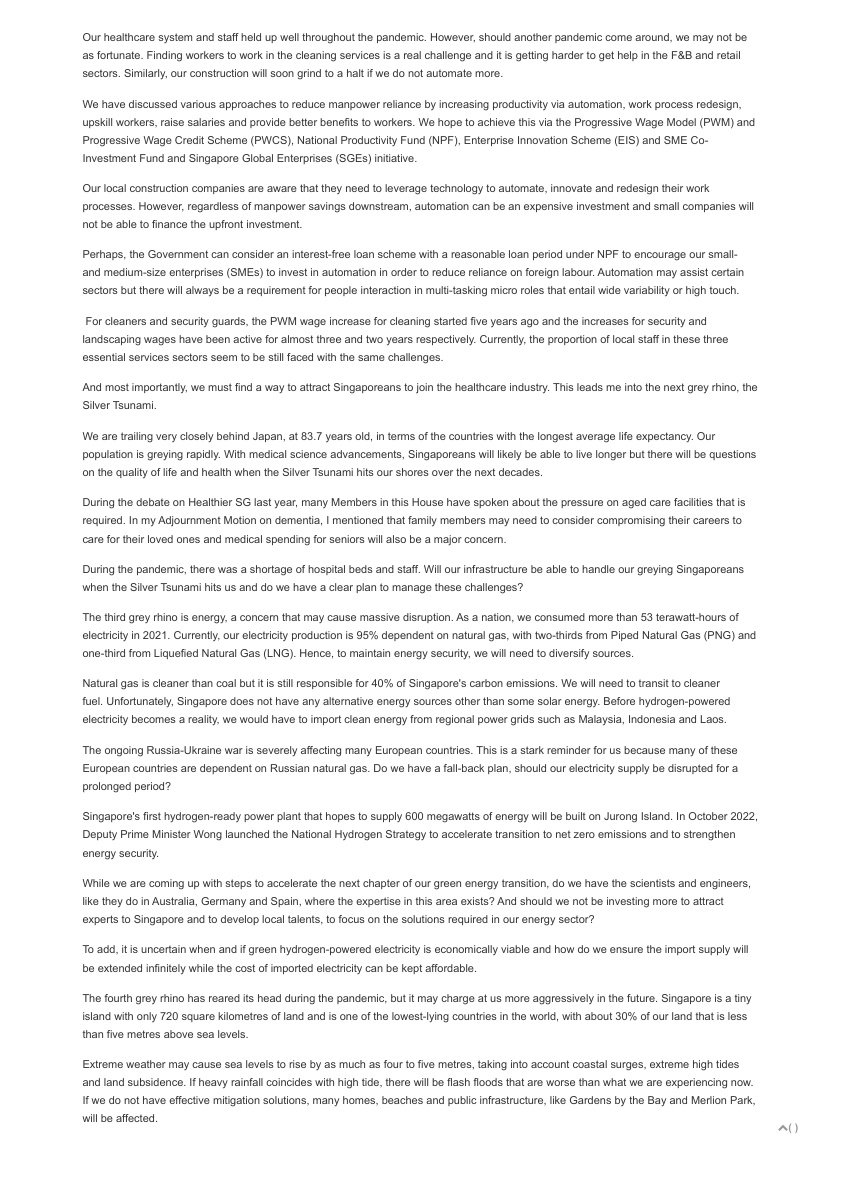 Our healthcare system and staff held up well throughout the pandemic. However, should another pandemic come around, we may not be
as fortunate. Finding workers to work in the cleaning services is a real challenge and it is getting harder to get help in the F&B and retail
sectors. Similarly, our construction will soon grind to a halt if we do not automate more.
We have discussed various approaches to reduce manpower reliance by increasing productivity via automation, work process redesign,
upskill workers, raise salaries and provide better benefits to workers. We hope to achieve this via the Progressive Wage Model (PWM) and
Progressive Wage Credit Scheme (PWCS), National Productivity Fund (NPF), Enterprise Innovation Scheme (EIS) and SME Co-
Investment Fund and Singapore Global Enterprises (SGEs) initiative.
Our local construction companies are aware that they need to leverage technology to automate, innovate and redesign their work
processes. However, regardless of manpower savings downstream, automation can be an expensive investment and small companies will
not be able to finance the upfront investment.
Perhaps, the Government can consider an interest-free loan scheme with a reasonable loan period under NPF to encourage our small-
and medium-size enterprises (SMEs) to invest in automation in order to reduce reliance on foreign labour. Automation may assist certain
sectors but there will always be a requirement for people interaction in multi-tasking micro roles that entail wide variability or high touch.
For cleaners and security guards, the PWM wage increase for cleaning started five years ago and the increases for security and
landscaping wages have been active for almost three and two years respectively. Currently, the proportion of local staff in these three
essential services sectors seem to be still faced with the same challenges.
And most importantly, we must find a way to attract Singaporeans to join the healthcare industry. This leads me into the next grey rhino, the
Silver Tsunami.
We are trailing very closely behind Japan, at 83.7 years old, in terms of the countries with the longest average life expectancy. Our
population is greying rapidly. With medical science advancements, Singaporeans will likely be able to live longer but there will be questions
on the quality of life and health when the Silver Tsunami hits our shores over the next decades.
During the debate on Healthier SG last year, many Members in this House have spoken about the pressure on aged care facilities that is
required. In my Adjournment Motion on dementia, I mentioned that family members may need to consider compromising their careers to
care for their loved ones and medical spending for seniors will also be a major concern.
During the pandemic, there was a shortage of hospital beds and staff. Will our infrastructure be able to handle our greying Singaporeans
when the Silver Tsunami hits us and do we have a clear plan to manage these challenges?
The third grey rhino is energy, a concern that may cause massive disruption. As a nation, we consumed more than 53 terawatt-hours of
electricity in 2021. Currently, our electricity production is 95% dependent on natural gas, with two-thirds from Piped Natural Gas (PNG) and
one-third from Liquefied Natural Gas (LNG). Hence, to maintain energy security, we will need to diversify sources.
Natural gas is cleaner than coal but it is still responsible for 40% of Singapore's carbon emissions. We will need to transit to cleaner
fuel. Unfortunately, Singapore does not have any alternative energy sources other than some solar energy. Before hydrogen-powered
electricity becomes a reality, we would have to import clean energy from regional power grids such as Malaysia, Indonesia and Laos.
The ongoing Russia-Ukraine war is severely affecting many European countries. This is a stark reminder for us because many of these
European countries are dependent on Russian natural gas. Do we have a fall-back plan, should our electricity supply be disrupted for a
prolonged period?
Singapore's first hydrogen-ready power plant that hopes to supply 600 megawatts of energy will be built on Jurong Island. In October 2022,
Deputy Prime Minister Wong launched the National Hydrogen Strategy to accelerate transition to net zero emissions and to strengthen
energy security.
While we are coming up with steps to accelerate the next chapter of our green energy transition, do we have the scientists and engineers,
like they do in Australia, Germany and Spain, where the expertise in this area exists? And should we not be investing more to attract
experts to Singapore and to develop local talents, to focus on the solutions required in our energy sector?
To add, it is uncertain when and if green hydrogen-powered electricity is economically viable and how do we ensure the import supply will
be extended infinitely while the cost of imported electricity can be kept affordable.
The fourth grey rhino has reared its head during the pandemic, but it may charge at us more aggressively in the future. Singapore is a tiny
island with only 720 square kilometres of land and is one of the lowest-lying countries in the world, with about 30% of our land that is less
than five metres above sea levels.
Extreme weather may cause sea levels to rise by as much as four to five metres, taking into account coastal surges, extreme high tides
and land subsidence. If heavy rainfall coincides with high tide, there will be flash floods that are worse than what we are experiencing now.
If we do not have effective mitigation solutions, many homes, beaches and public infrastructure, like Gardens by the Bay and Merlion Park,
will be affected.
( )